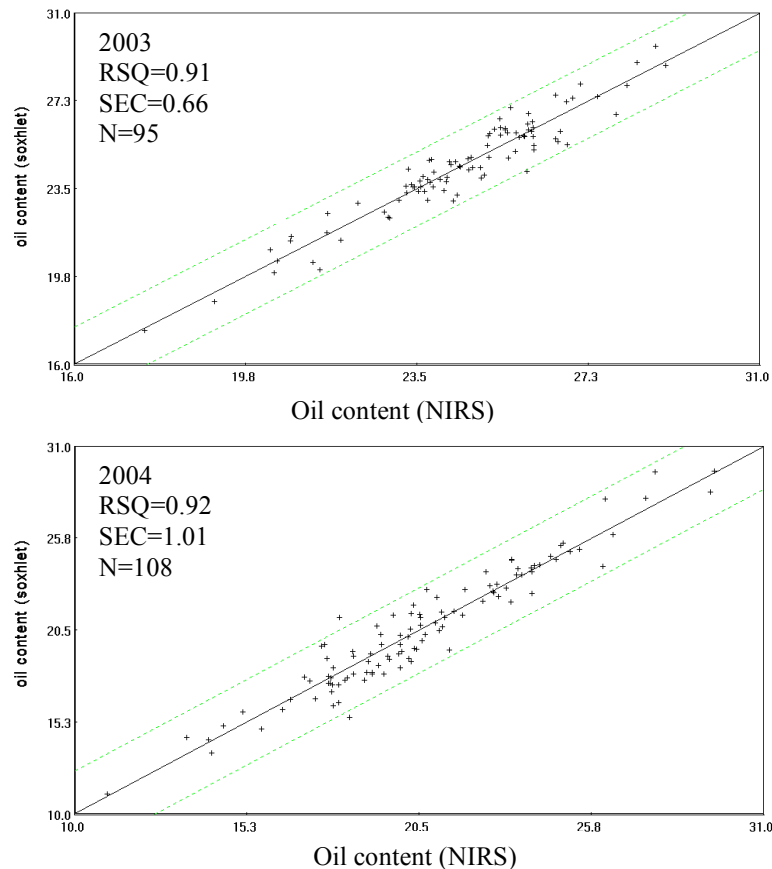 31.0
2003
RSQ=0.91
SEC=0.66
N=95
27.3
oil content (soxhlet)
23.5
19.8
16.0
16.0 19.8 23.5 27.3 31.0
Oil content (NIRS)
31.0
2004
RSQ=0.92
SEC=1.01
N=108
25.8
oil content (soxhlet)
20.5
15.3
10.0
10.0 15.3 20.5 25.8 31.0
Oil content (NIRS)